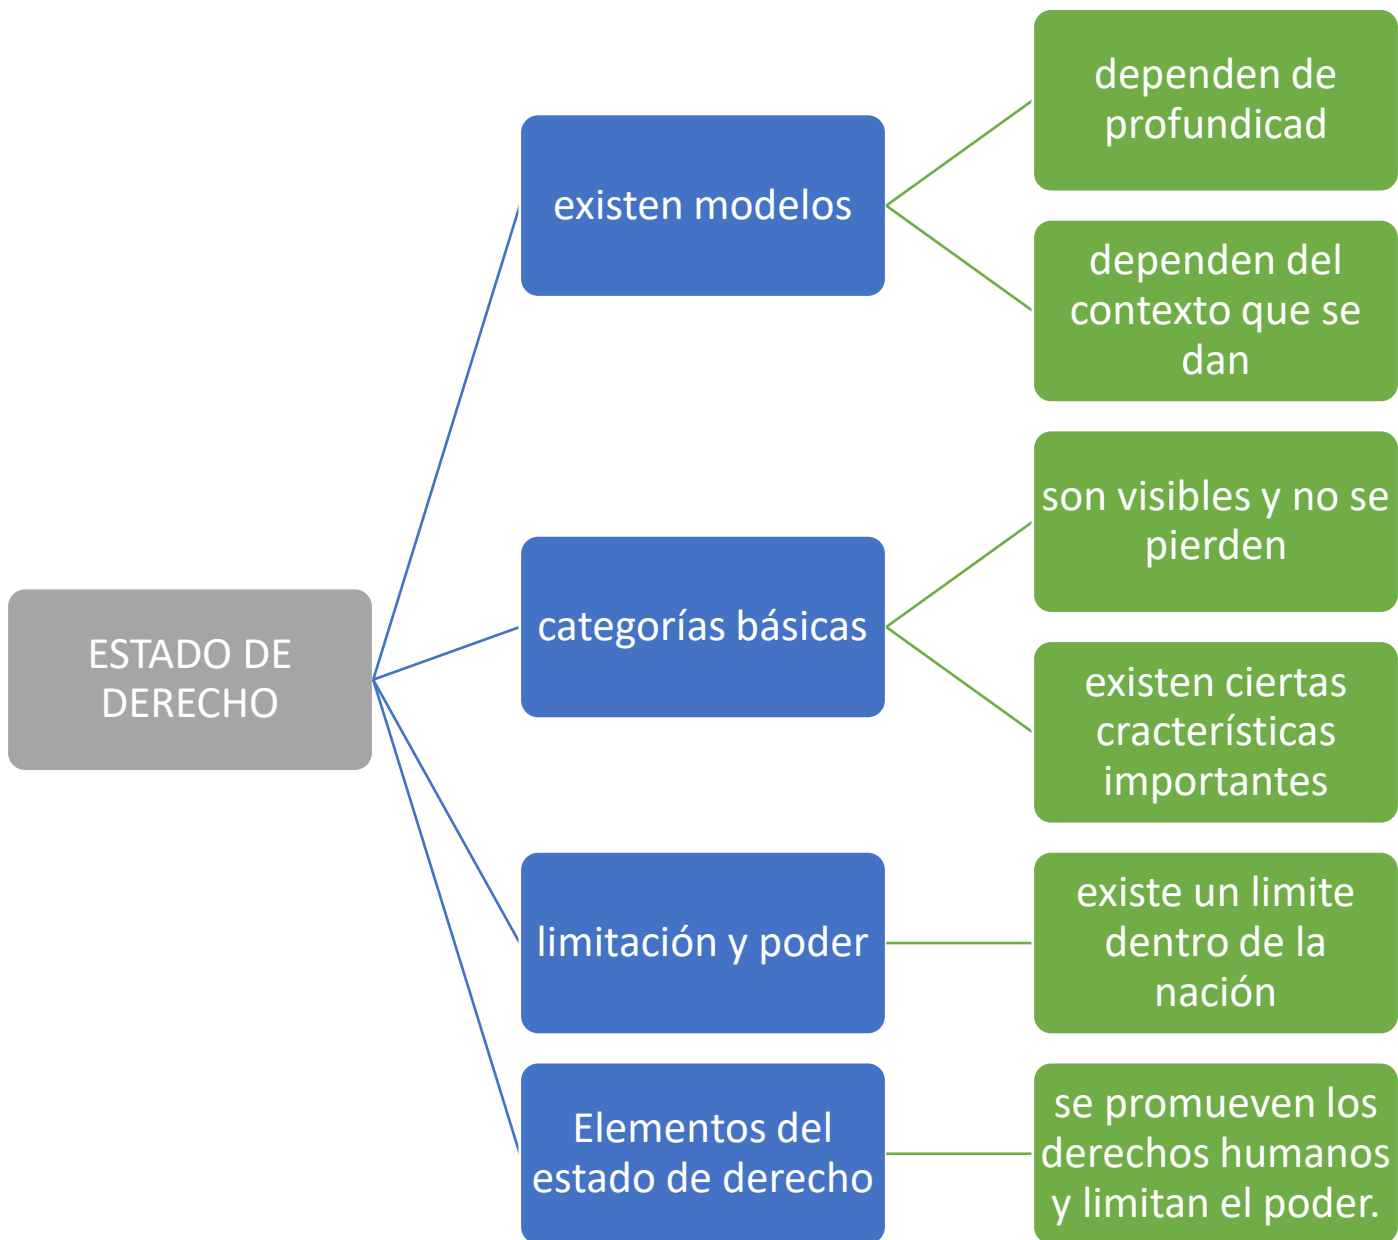 ESTADO DE
DERECHO
existen modelos
dependen de
profundicad
dependen del
contexto que se
dan
categorías básicas
son visibles y no se
pierden
existen ciertas
cracterísticas
importantes
limitación y poder
existe un limite
dentro de la
nación
Elementos del
estado de derecho
se promueven los
derechos humanos
y limitan el poder.